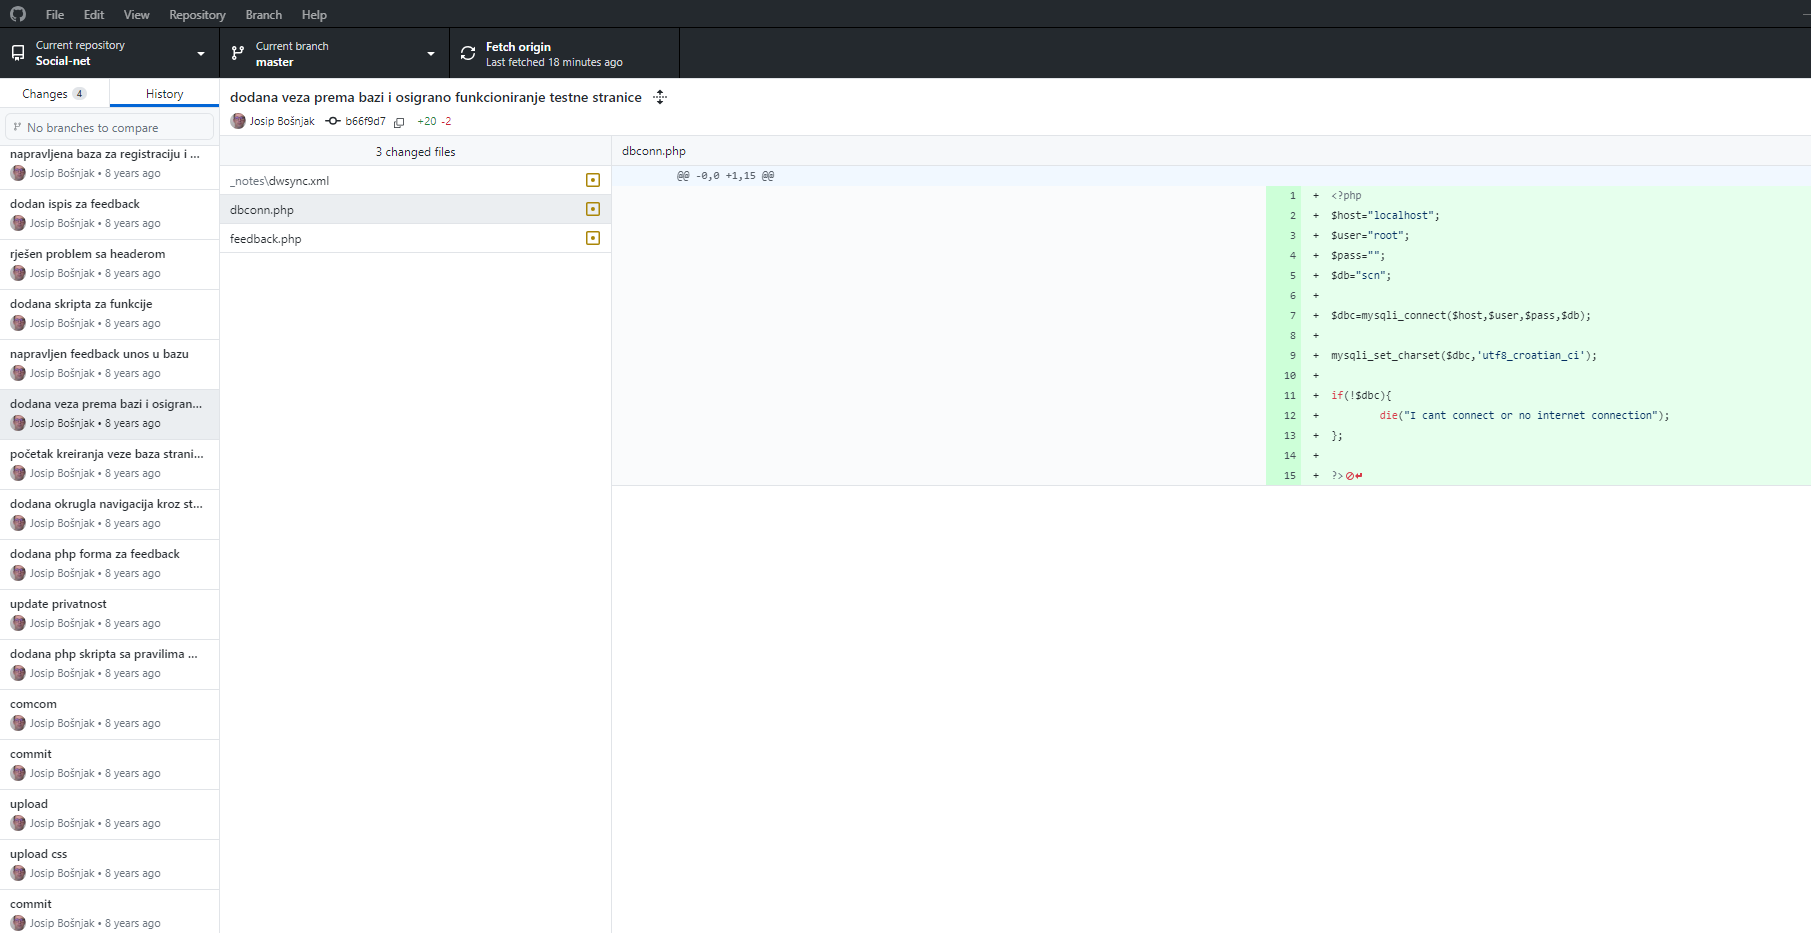 File Edit View Repository Branch Help
Current repository
Social-net
Current branch
master
Fetch origin
Last fetched 18 minutes ago
Changes 4 History
No branches to compare
napravljena baza za registraciju i ...
Josip Bošnjak • 8 years ago
dodan ispis za feedback
Josip Bošnjak • 8 years ago
rješen problem sa headerom
Josip Bošnjak • 8 years ago
dodana skripta za funkcije
Josip Bošnjak • 8 years ago
napravljen feedback unos u bazu
Josip Bošnjak • 8 years ago
dodana veza prema bazi i osigran...
Josip Bošnjak • 8 years ago
početak kreiranja veze baza strani...
Josip Bošnjak • 8 years ago
dodana okrugla navigacija kroz st...
Josip Bošnjak • 8 years ago
dodana php forma za feedback
Josip Bošnjak • 8 years ago
update privatnost
Josip Bošnjak • 8 years ago
dodana php skripta sa pravilima ...
Josip Bošnjak • 8 years ago
comcom
Josip Bošnjak • 8 years ago
commit
Josip Bošnjak • 8 years ago
upload
Josip Bošnjak • 8 years ago
upload css
Josip Bošnjak • 8 years ago
commit
Josip Bošnjak • 8 years ago
dodana veza prema bazi i osigrano funkcioniranje testne stranice
Josip Bošnjak b66f9d7 +20 -2
3 changed files
_notes\dwsync.xml
dbconn.php
feedback.php
dbconn.php
@@ -0,0 +1,15 @@
1 + <?php
2 + $host="localhost";
3 + $user="root";
4 + $pass="";
5 + $db="scn";
6 +
7 + $dbc=mysqli_connect($host,$user,$pass,$db);
8 +
9 + mysqli_set_charset($dbc,'utf8_croatian_ci');
10 +
11 + if(!$dbc){
12 + die("I cant connect or no internet connection");
13 + };
14 +
15 + ?>